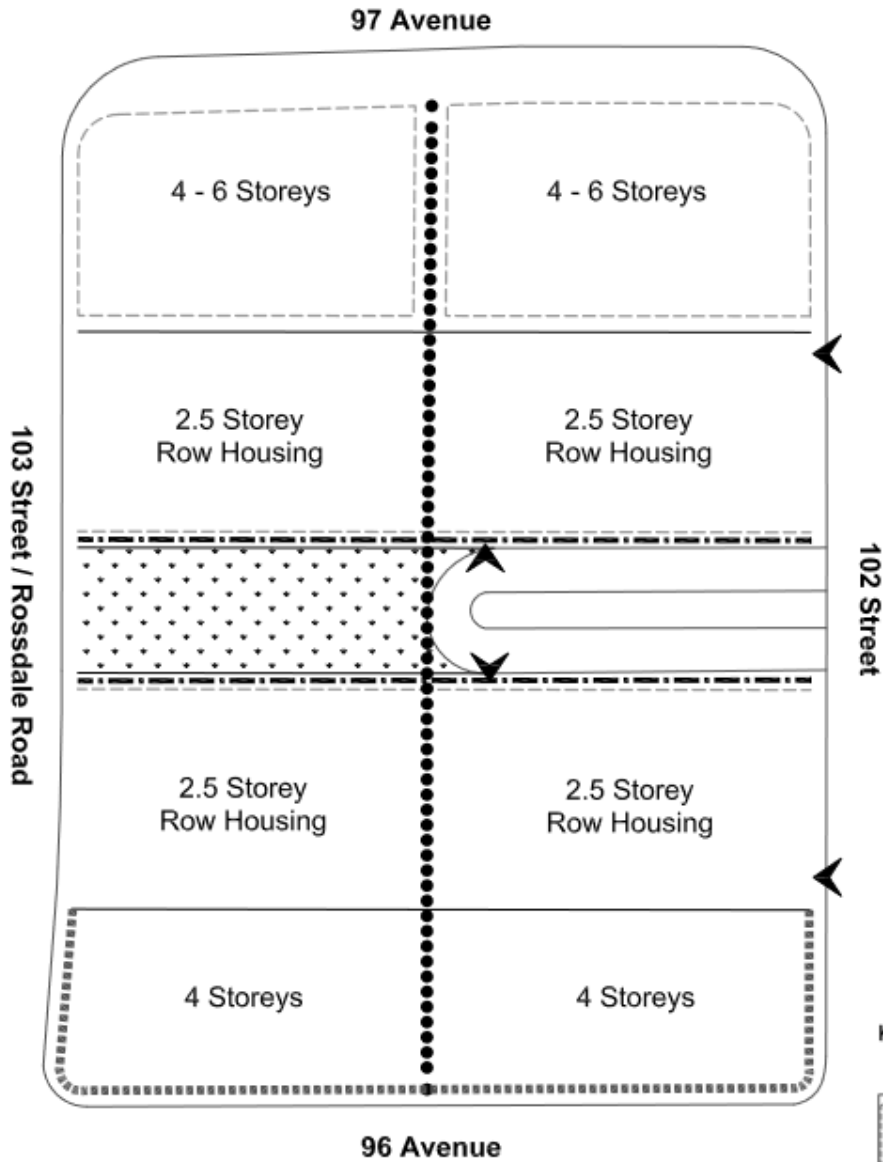 97 Avenue
4 - 6 Storeys
4 - 6 Storeys
2.5 Storey
Row Housing
2.5 Storey
Row Housing
103 Street / Rossdale Road
102 Street
2.5 Storey
Row Housing
2.5 Storey
Row Housing
4 Storeys
4 Storeys
96 Avenue